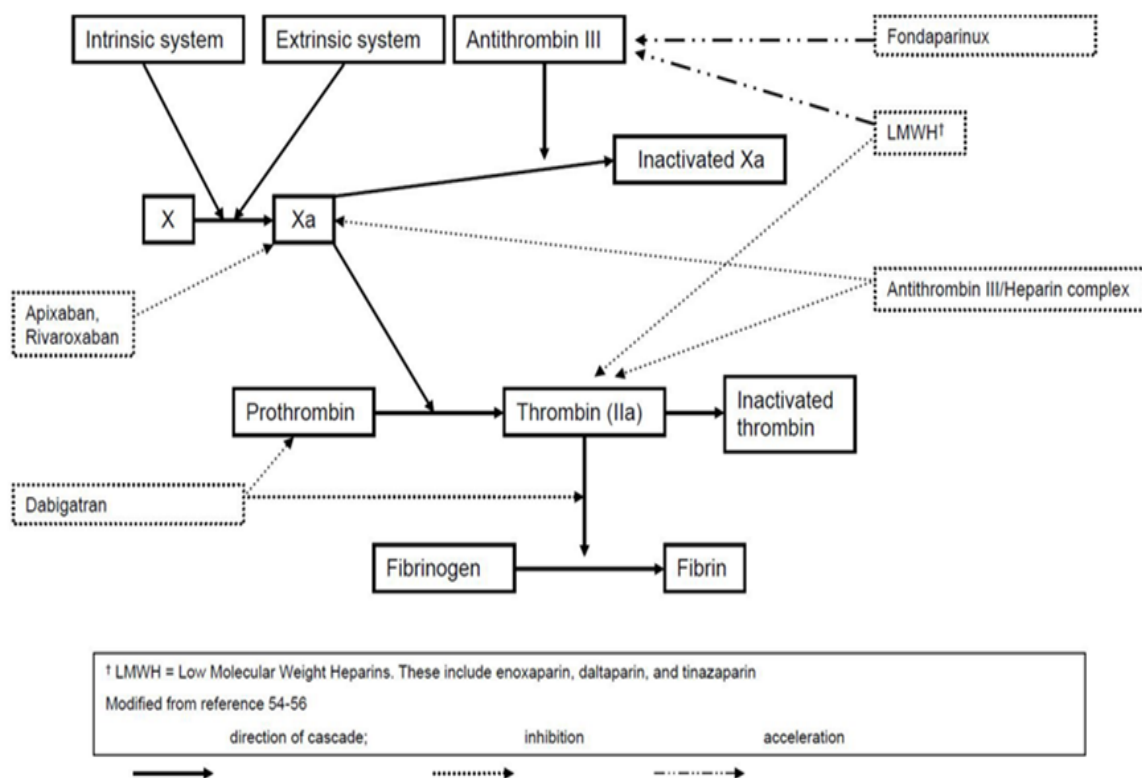 Intrinsic system
Extrinsic system
Antithrombin III
Fondaparinux
LMWH†
Inactivated Xa
X
Xa
Antithrombin III/Heparin complex
Apixaban,
Rivaroxaban
Prothrombin
Thrombin (IIa)
Inactivated
thrombin
Dabigatran
Fibrinogen
Fibrin
† LMWH = Low Molecular Weight Heparins. These include enoxaparin, daltaparin, and tinazaparin
Modified from reference 54-56
direction of cascade; inhibition acceleration